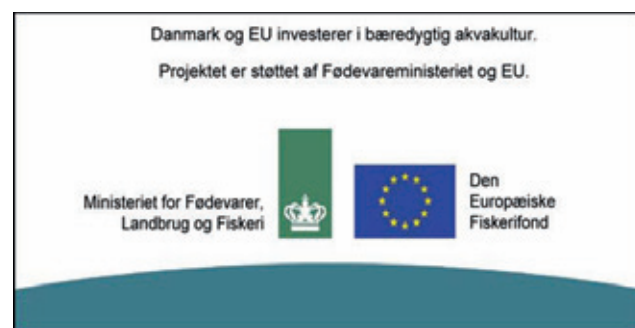 Danmark og EU investerer i bæredygtig akvakultur.
Projektet er støttet af Fødevareministeriet og EU.
Ministeriet for Fødevarer,
Landbrug og Fiskeri
Den
Europæiske
Fiskerifond